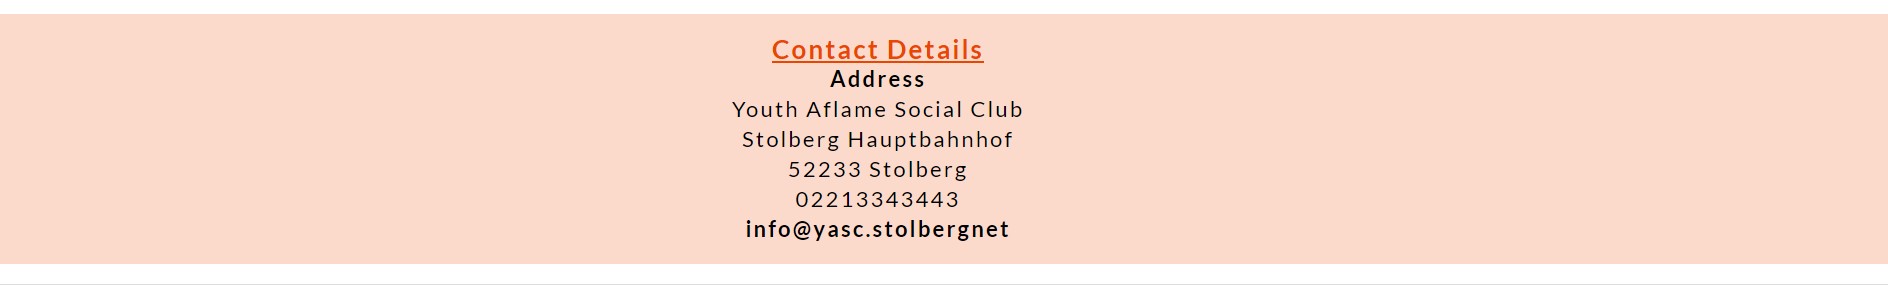 Contact Details
Address
Youth Aflame Social Club
Stolberg Hauptbahnhof
52233 Stolberg
02213343443
info@yasc.stolbergnet